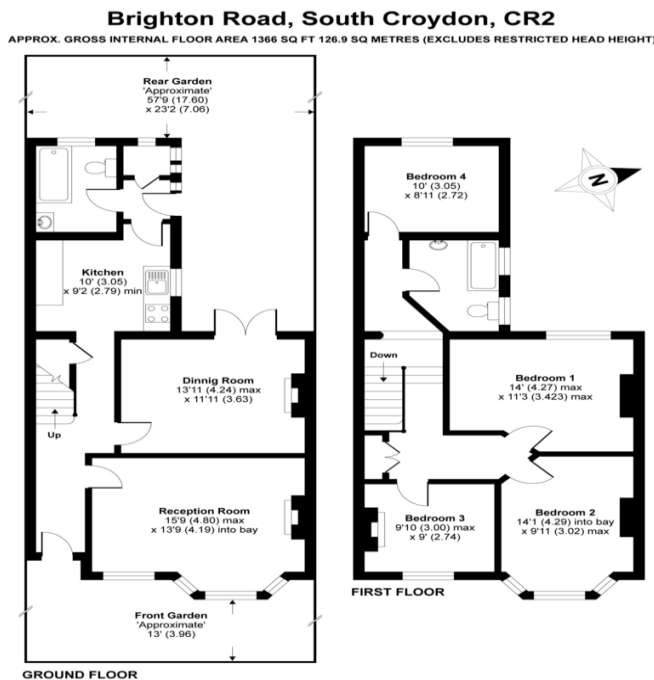 Brighton Road, South Croydon, CR2
APPROX. GROSS INTERNAL FLOOR AREA 1366 SQ FT 126.9 SQ METRES (EXCLUDES RESTRICTED HEAD HEIGHT)
Rear Garden
'Approximate'
57'9 (17.60)
x 23'2 (7.06)
Kitchen
10' (3.05)
x 9'2 (2.79) min
Dinnig Room
13'11 (4.24) max
x 11'11 (3.63)
Up
Reception Room
15'9 (4.80) max
x 13'9 (4.19) into bay
Front Garden
'Approximate'
13' (3.96)
GROUND FLOOR
Bedroom 4
10' (3.05)
x 8'11 (2.72)
N
Down
Bedroom 1
14' (4.27) max
x 11'3 (3.423) max
Bedroom 2
14'1 (4.29) into bay
x 9'11 (3.02) max
Bedroom 3
9'10 (3.00) max
x 9' (2.74)
FIRST FLOOR